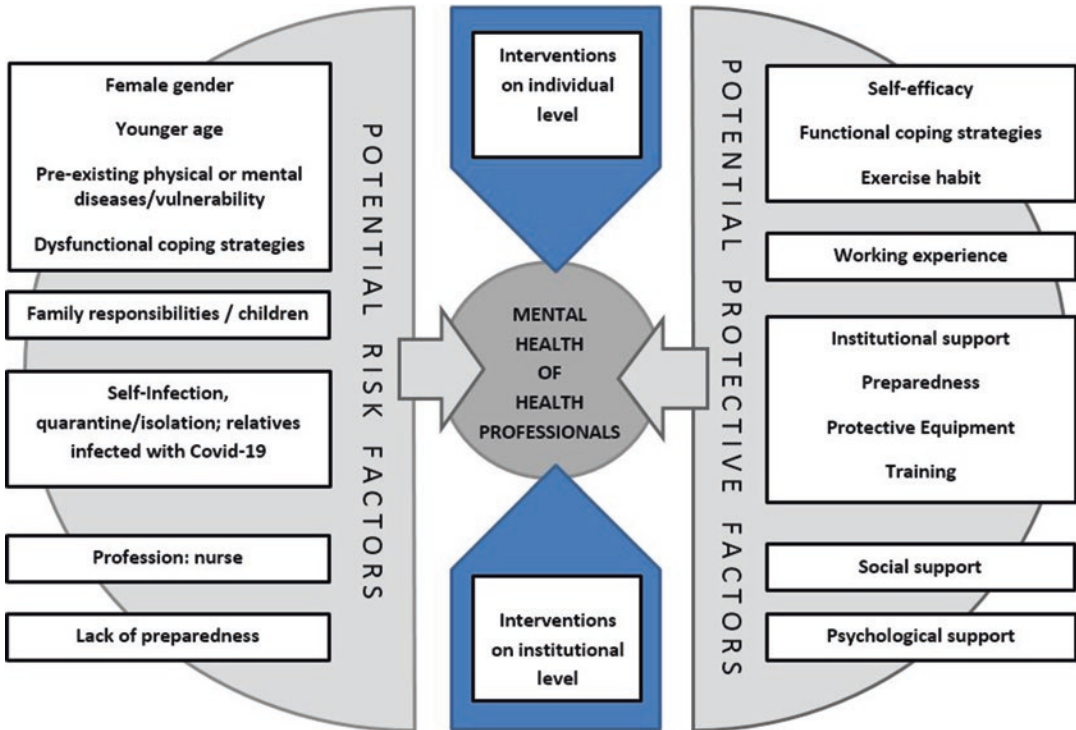 Female gender
Younger age
Pre-existing physical or mental
diseases/vulnerability
Dysfunctional coping strategies
Family responsibilities / children
Self-Infection,
quarantine/isolation; relatives
infected with Covid-19
Profession: nurse
Lack of preparedness
POTENTIAL RISK FACTORS
Interventions
on individual
level
MENTAL
HEALTH
OF
HEALTH
PROFESSIONALS
Interventions
on institutional
level
POTENTIAL PROTECTIVE FACTORS
Self-efficacy
Functional coping strategies
Exercise habit
Working experience
Institutional support
Preparedness
Protective Equipment
Training
Social support
Psychological support